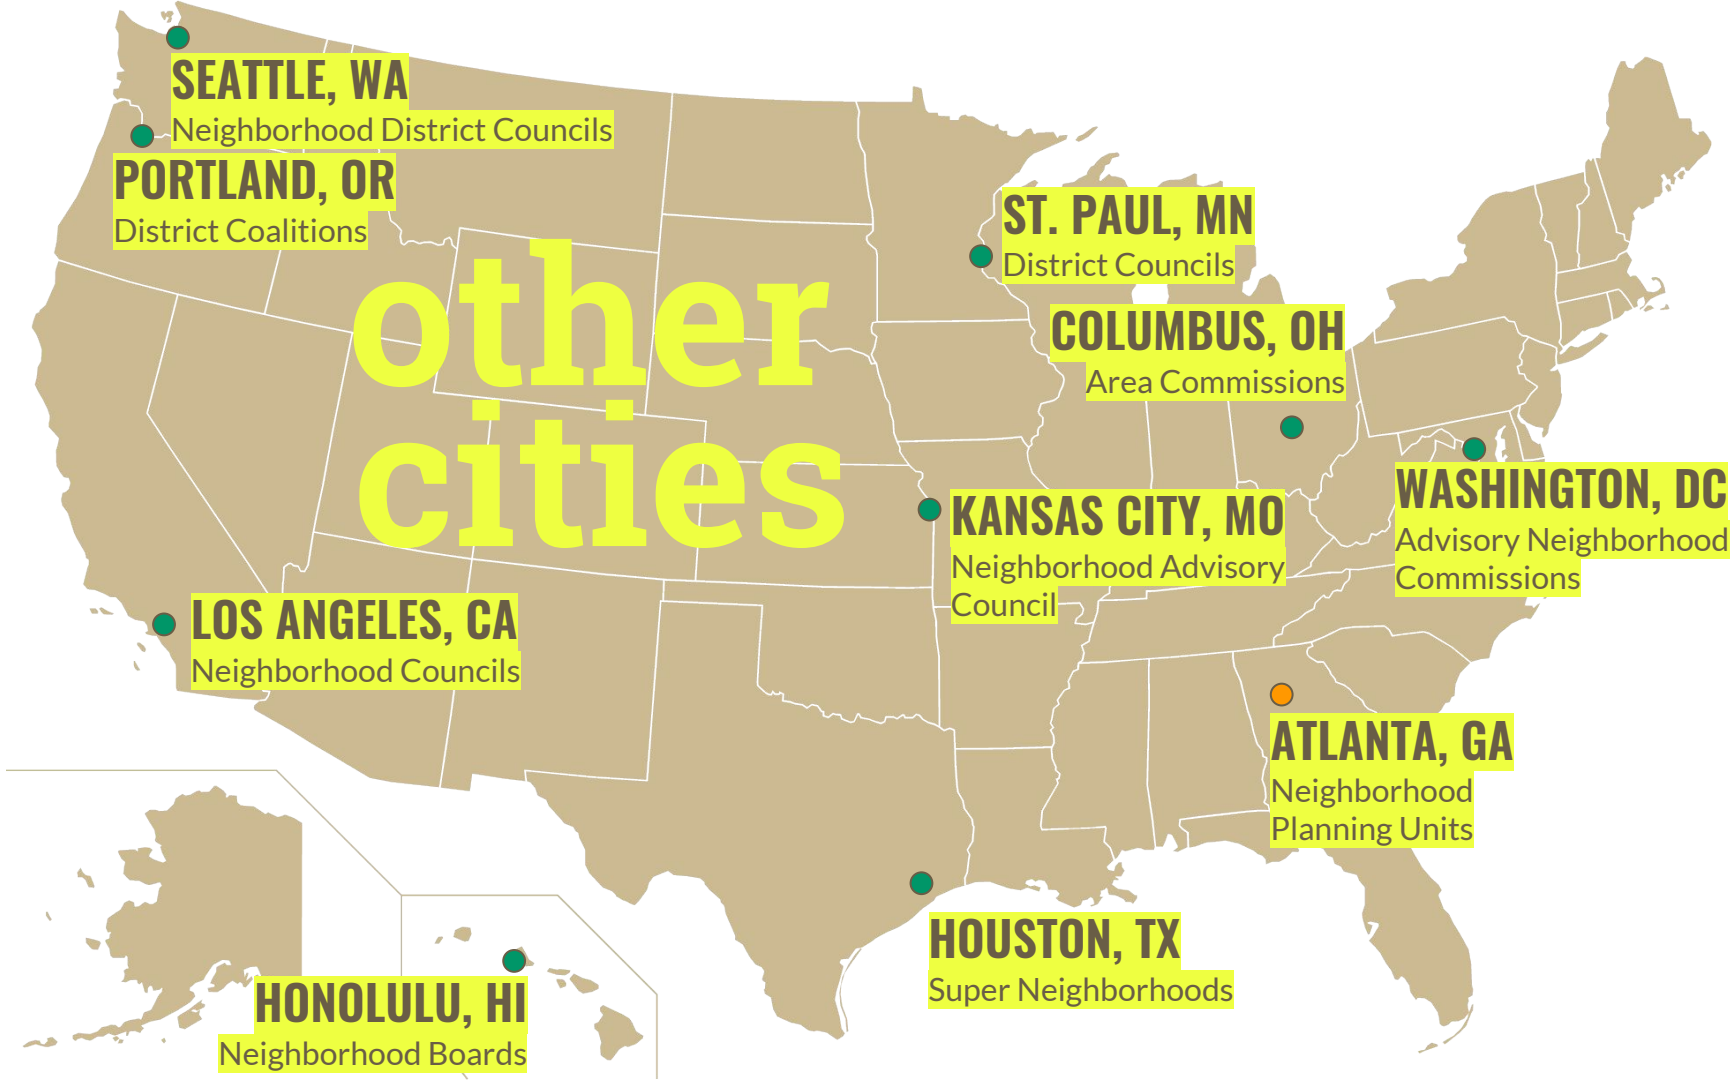 SEATTLE, WA
Neighborhood District Councils
PORTLAND, OR
District Coalitions
other
cities
ST. PAUL, MN
District Councils
COLUMBUS, OH
Area Commissions
WASHINGTON, DC
Advisory Neighborhood
Commissions
KANSAS CITY, MO
Neighborhood Advisory
Council
LOS ANGELES, CA
Neighborhood Councils
ATLANTA, GA
Neighborhood
Planning Units
HOUSTON, TX
Super Neighborhoods
HONOLULU, HI
Neighborhood Boards